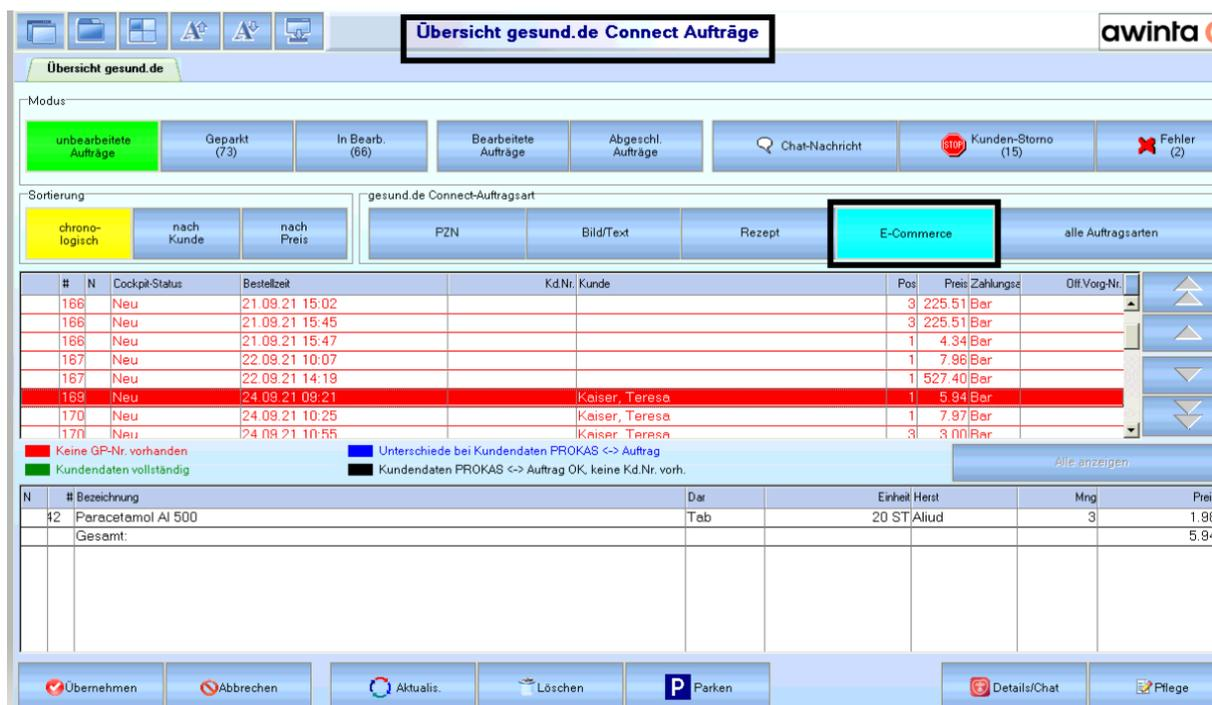 Übersicht gesund.de Connect Aufträge
awinta
Übersicht gesund.de
Modus
unbearbeitete Aufträge
Geparkt (73)
In Bearb. (66)
Bearbeitete Aufträge
Abgeschl. Aufträge
Chat-Nachricht
STOP Kunden-Storno (15)
Fehler (2)
Sortierung
gesund.de Connect-Auftragsart
chrono-logisch
nach Kunde
nach Preis
PZN
Bild/Text
Rezept
E-Commerce
alle Auftragsarten
# N Cockpit-Status Bestellzeit Kd.Nr. Kunde Pos Preis Zahlungsa Off.Vorg-Nr.
166 Neu 21.09.21 15:02 3 225.51 Bar
166 Neu 21.09.21 15:45 3 225.51 Bar
166 Neu 21.09.21 15:47 1 4.34 Bar
167 Neu 22.09.21 10:07 1 7.96 Bar
167 Neu 22.09.21 14:19 1 527.40 Bar
169 Neu 24.09.21 09:21 Kaiser, Teresa 1 5.94 Bar
170 Neu 24.09.21 10:25 Kaiser, Teresa 1 7.97 Bar
170 Neu 24.09.21 10:55 Kaiser, Teresa 3 3.00 Bar
Keine GP-Nr. vorhanden
Unterschiede bei Kundendaten PROKAS <-> Auftrag
Kundendaten vollständig
Kundendaten PROKAS <-> Auftrag OK, keine Kd.Nr. vorh.
Alle anzeigen
N # Bezeichnung Dar Einheit Herst Mng Prei
42 Paracetamol Al 500 Tab 20 ST Aliud 3 1.98
Gesamt: 5.94
Übernehmen
Abbrechen
Aktualis.
Löschen
P Parken
Details/Chat
Pflege